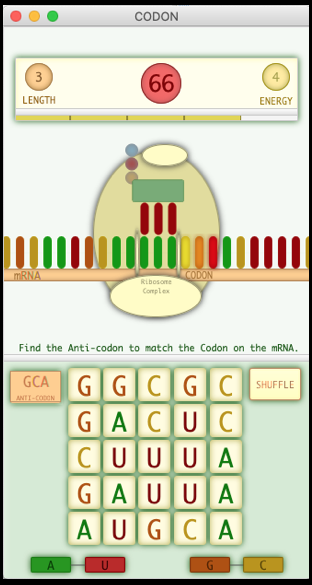 CODON
3
66
4
LENGTH
ENERGY
mRNA
CODON
Ribosome
Complex
Find the Anti-codon to match the Codon on the mRNA.
GCA
ANTI-CODON
G G C G C
SHUFFLE
G A C U C
C U U U A
G A U U A
A U G C A
A U G C